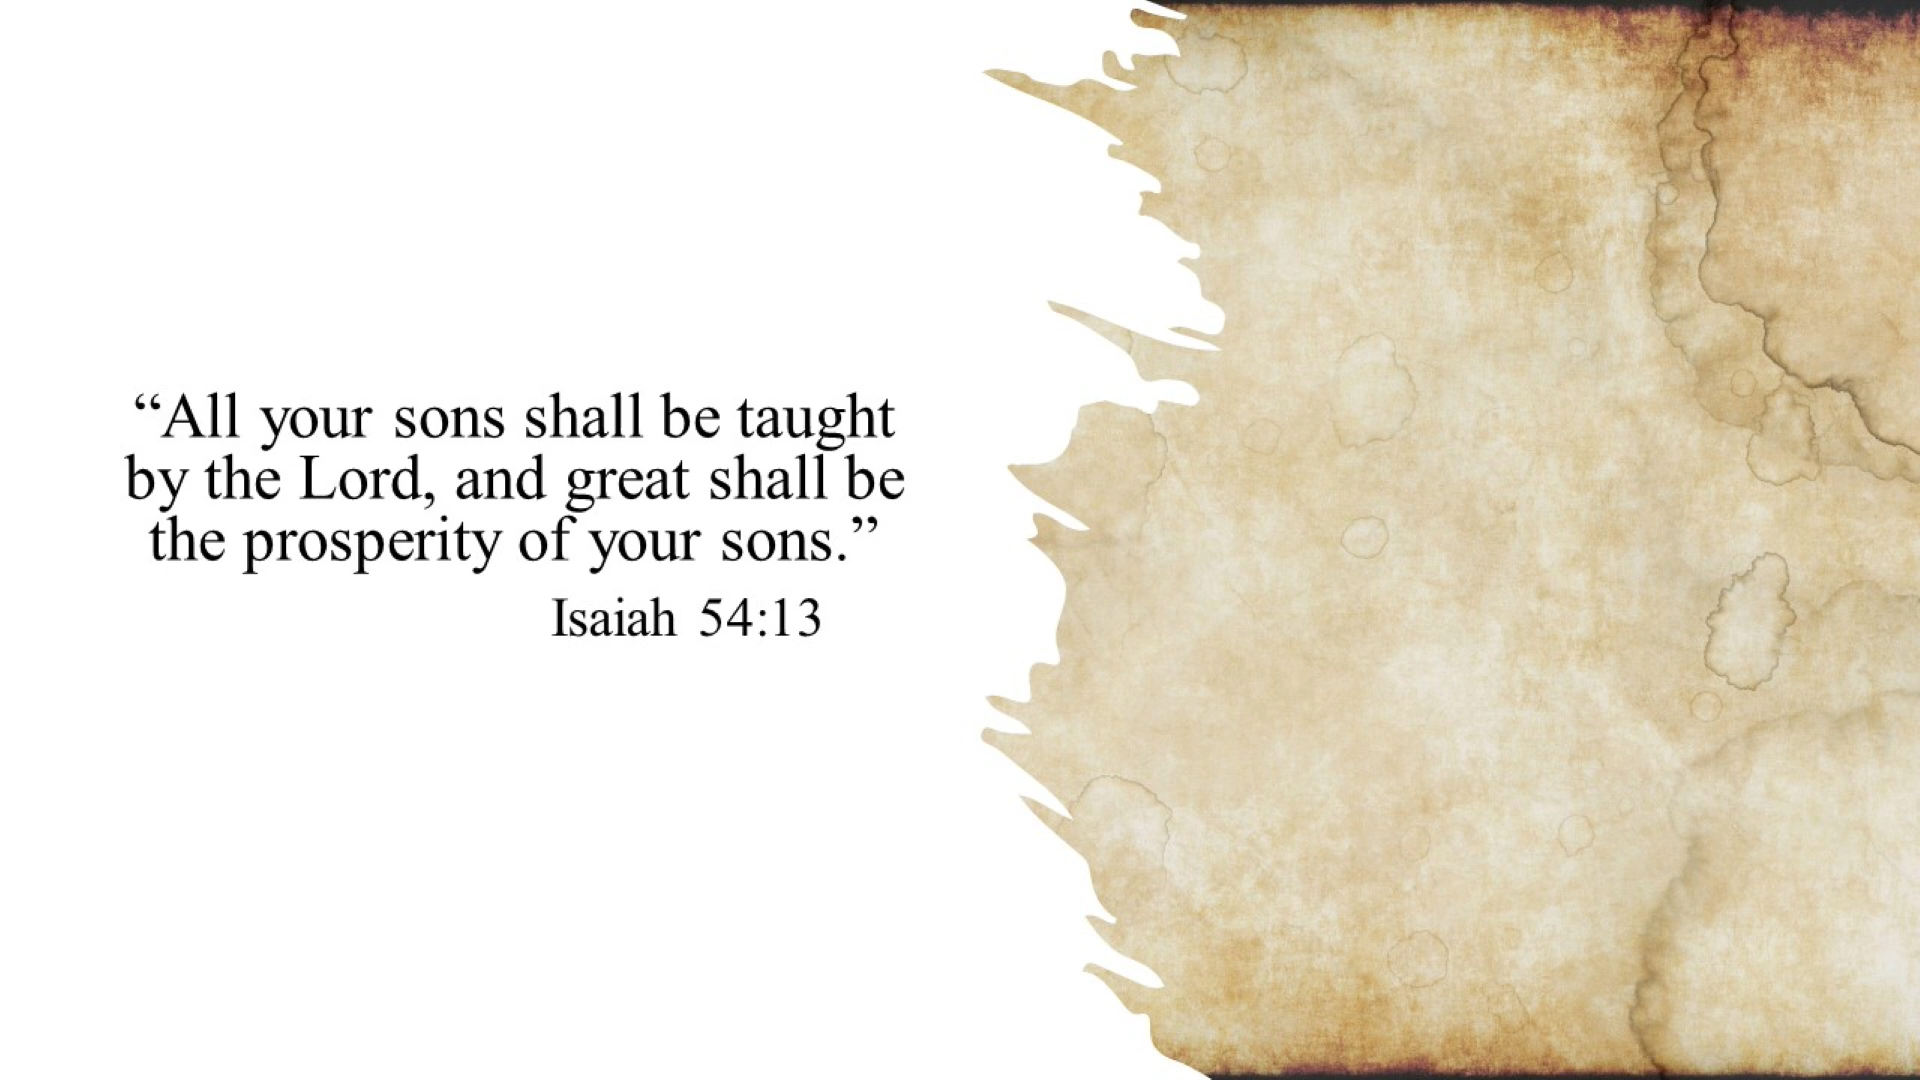 “All your sons shall be taught
by the Lord, and great shall be
the prosperity of your sons.”
Isaiah 54:13